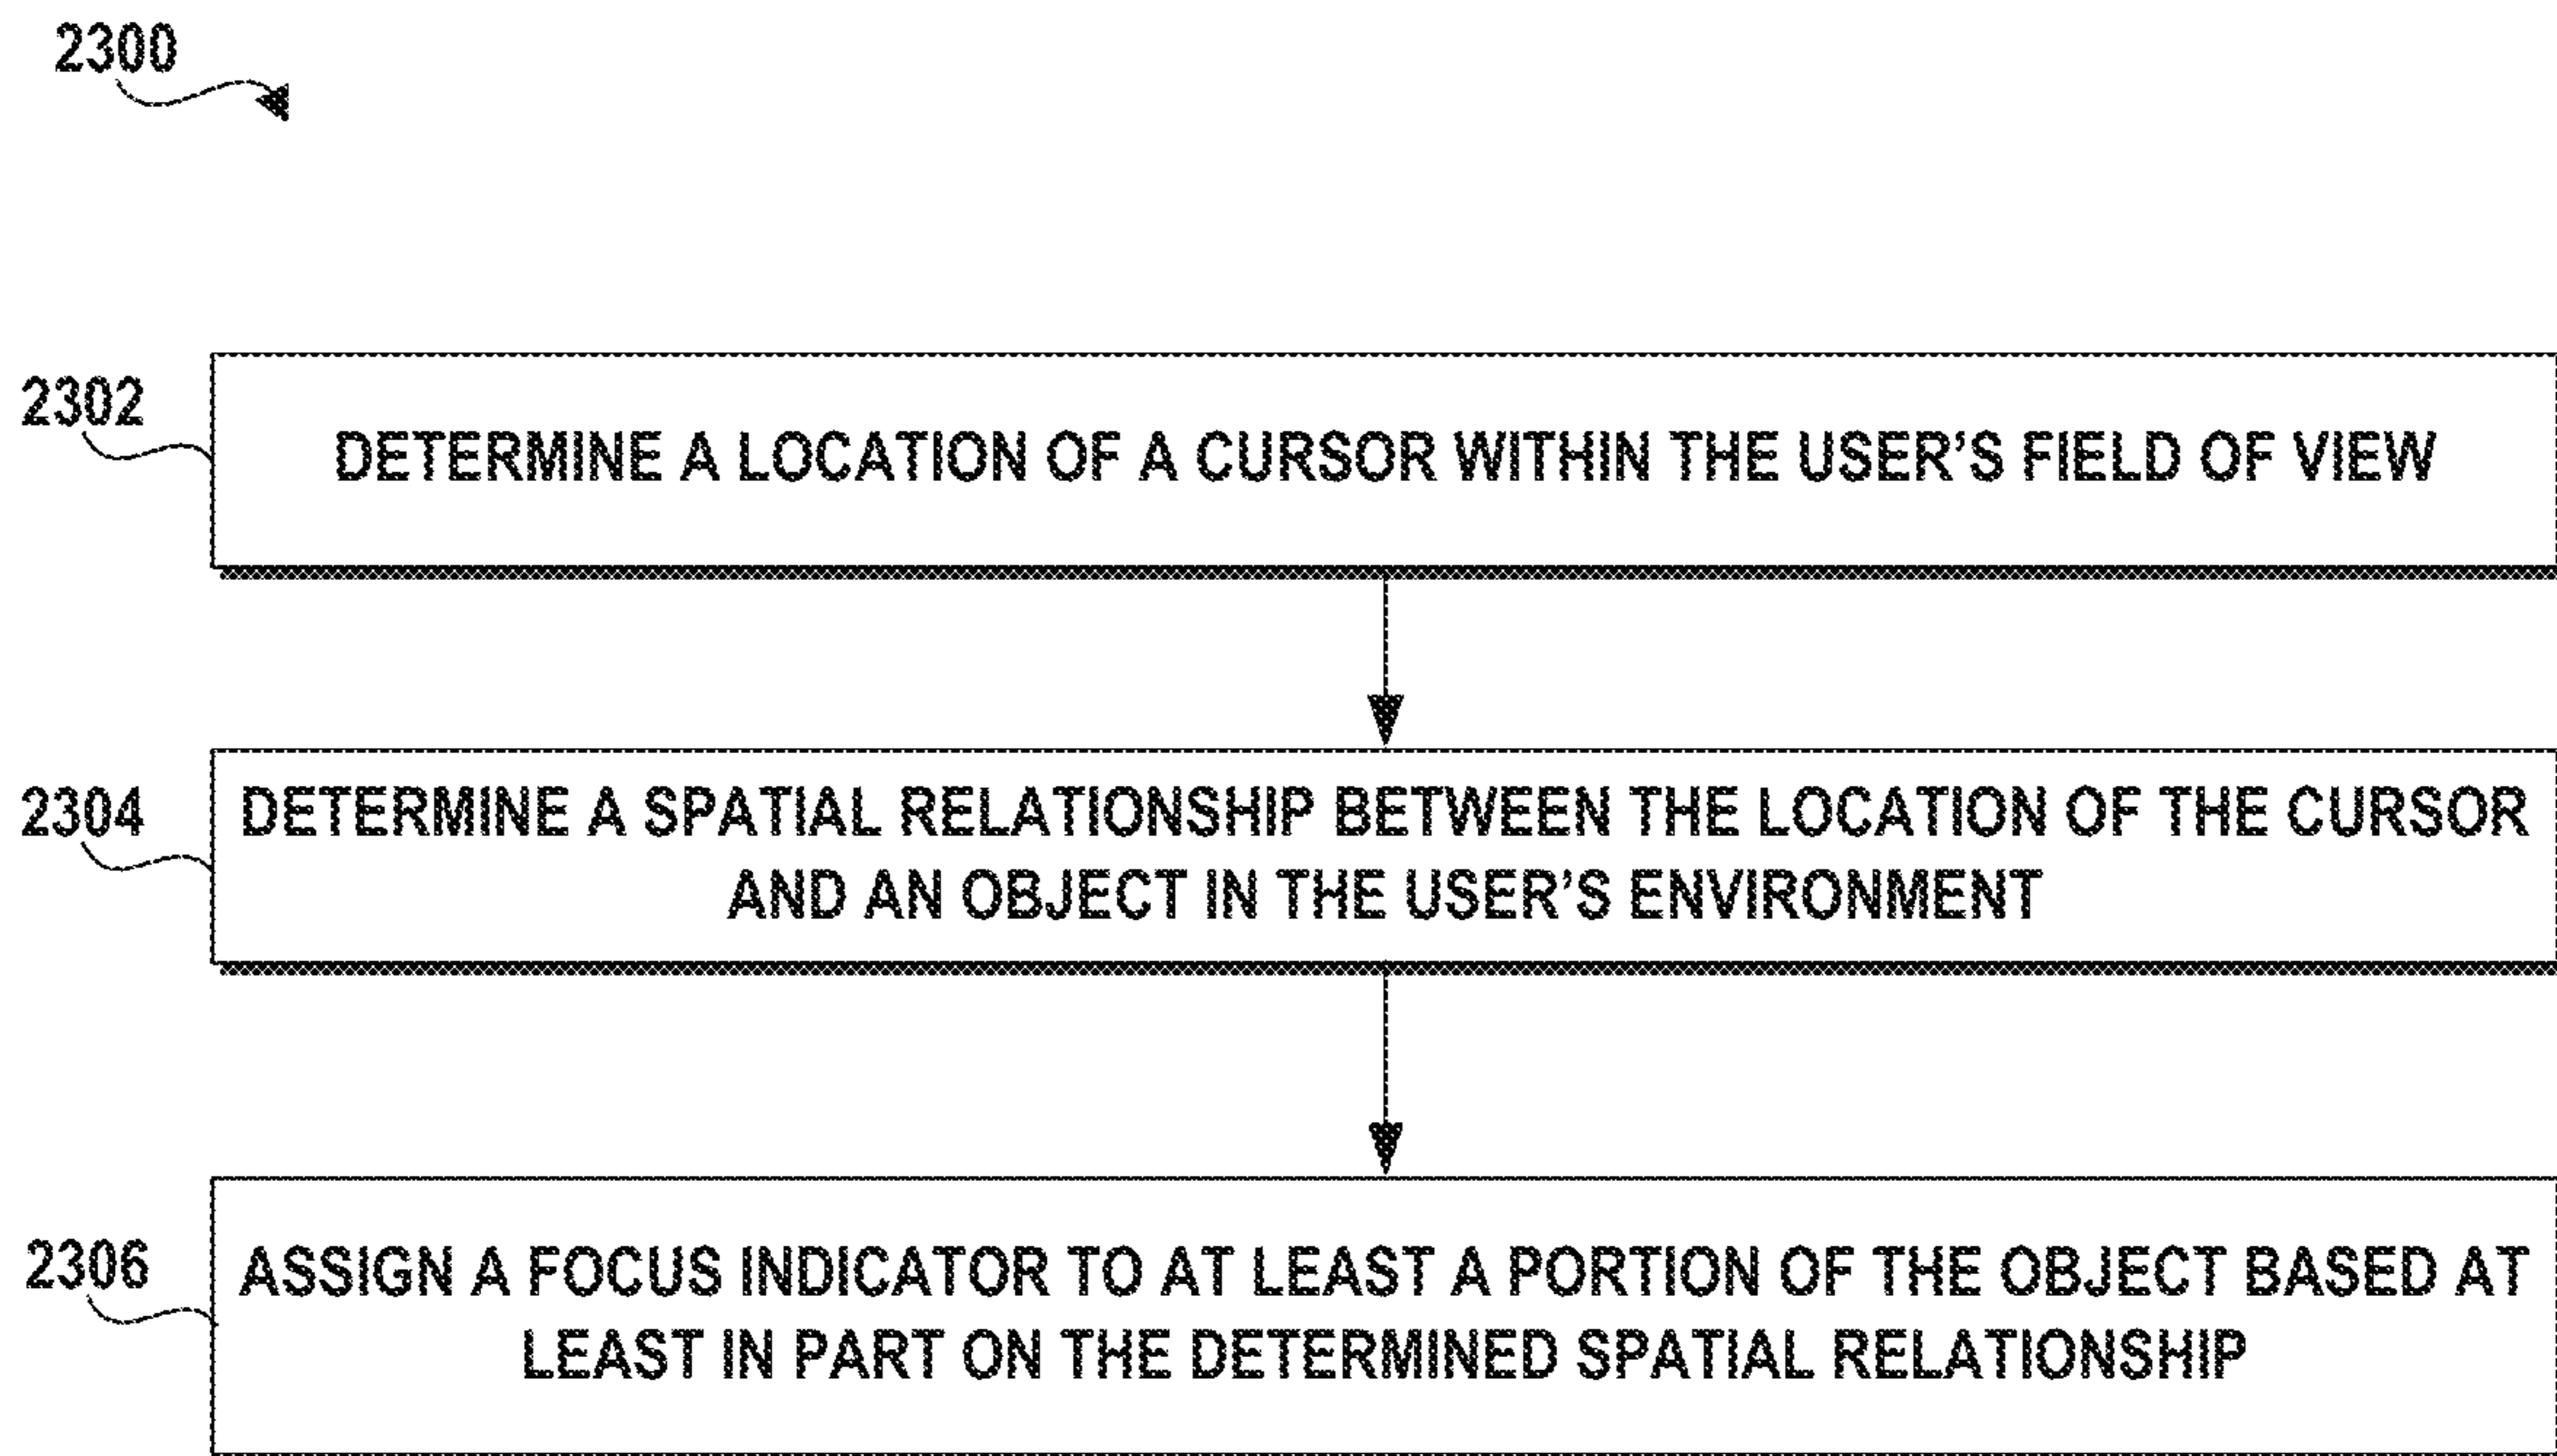 2300
2302
DETERMINE A LOCATION OF A CURSOR WITHIN THE USER’S FIELD OF VIEW
2304
DETERMINE A SPATIAL RELATIONSHIP BETWEEN THE LOCATION OF THE CURSOR
AND AN OBJECT IN THE USER’S ENVIRONMENT
2306
ASSIGN A FOCUS INDICATOR TO AT LEAST A PORTION OF THE OBJECT BASED AT
LEAST IN PART ON THE DETERMINED SPATIAL RELATIONSHIP